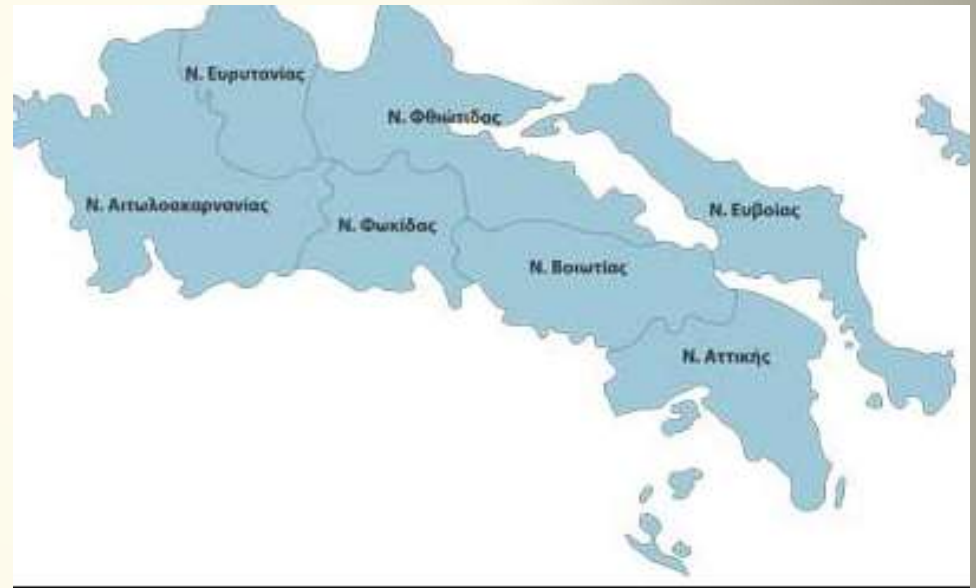 Ν. Ευρυτανίας
Ν. Φθιώτιδας
Ν. Αιτωλοακαρνανίας
Ν. Φωκίδας
Ν. Ευβοίας
Ν. Βοιωτίας
Ν. Αττικής